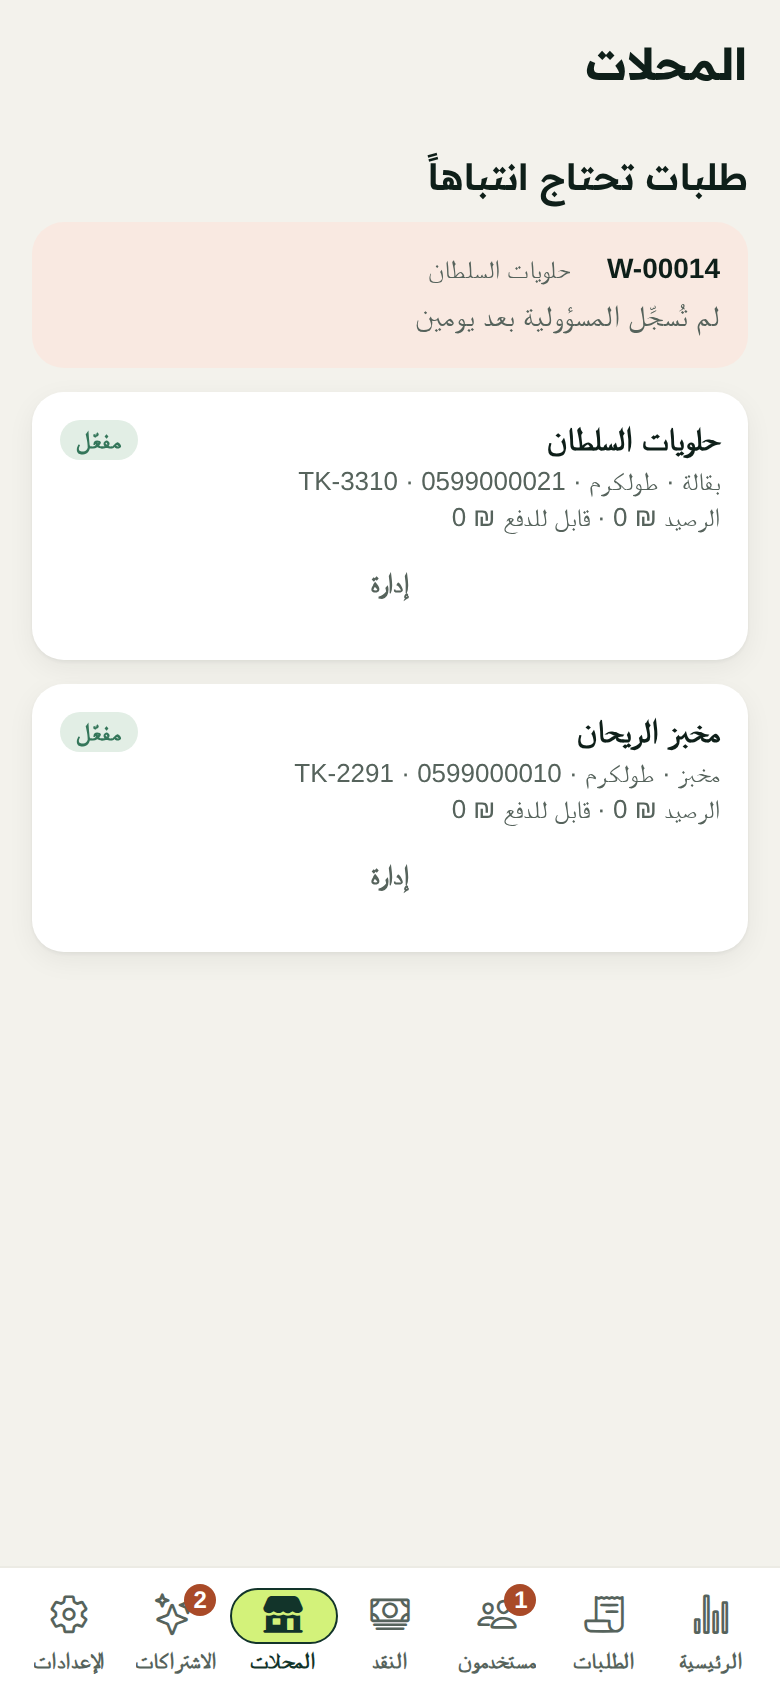 المحلات
طلبات تحتاج انتباهاً
W-00014 حلويات السلطان
لم تُسجَّل المسؤولية بعد يومين
حلويات السلطان
مفعّل
بقالة · طولكرم · 0599000021 · TK-3310
الرصيد ₪ 0 · قابل للدفع ₪ 0
إدارة
مخبز الريحان
مفعّل
مخبز · طولكرم · 0599000010 · TK-2291
الرصيد ₪ 0 · قابل للدفع ₪ 0
إدارة
1 2
الرئيسية الطلبات مستخدمون النقد المحلات الاشتراكات الإعدادات